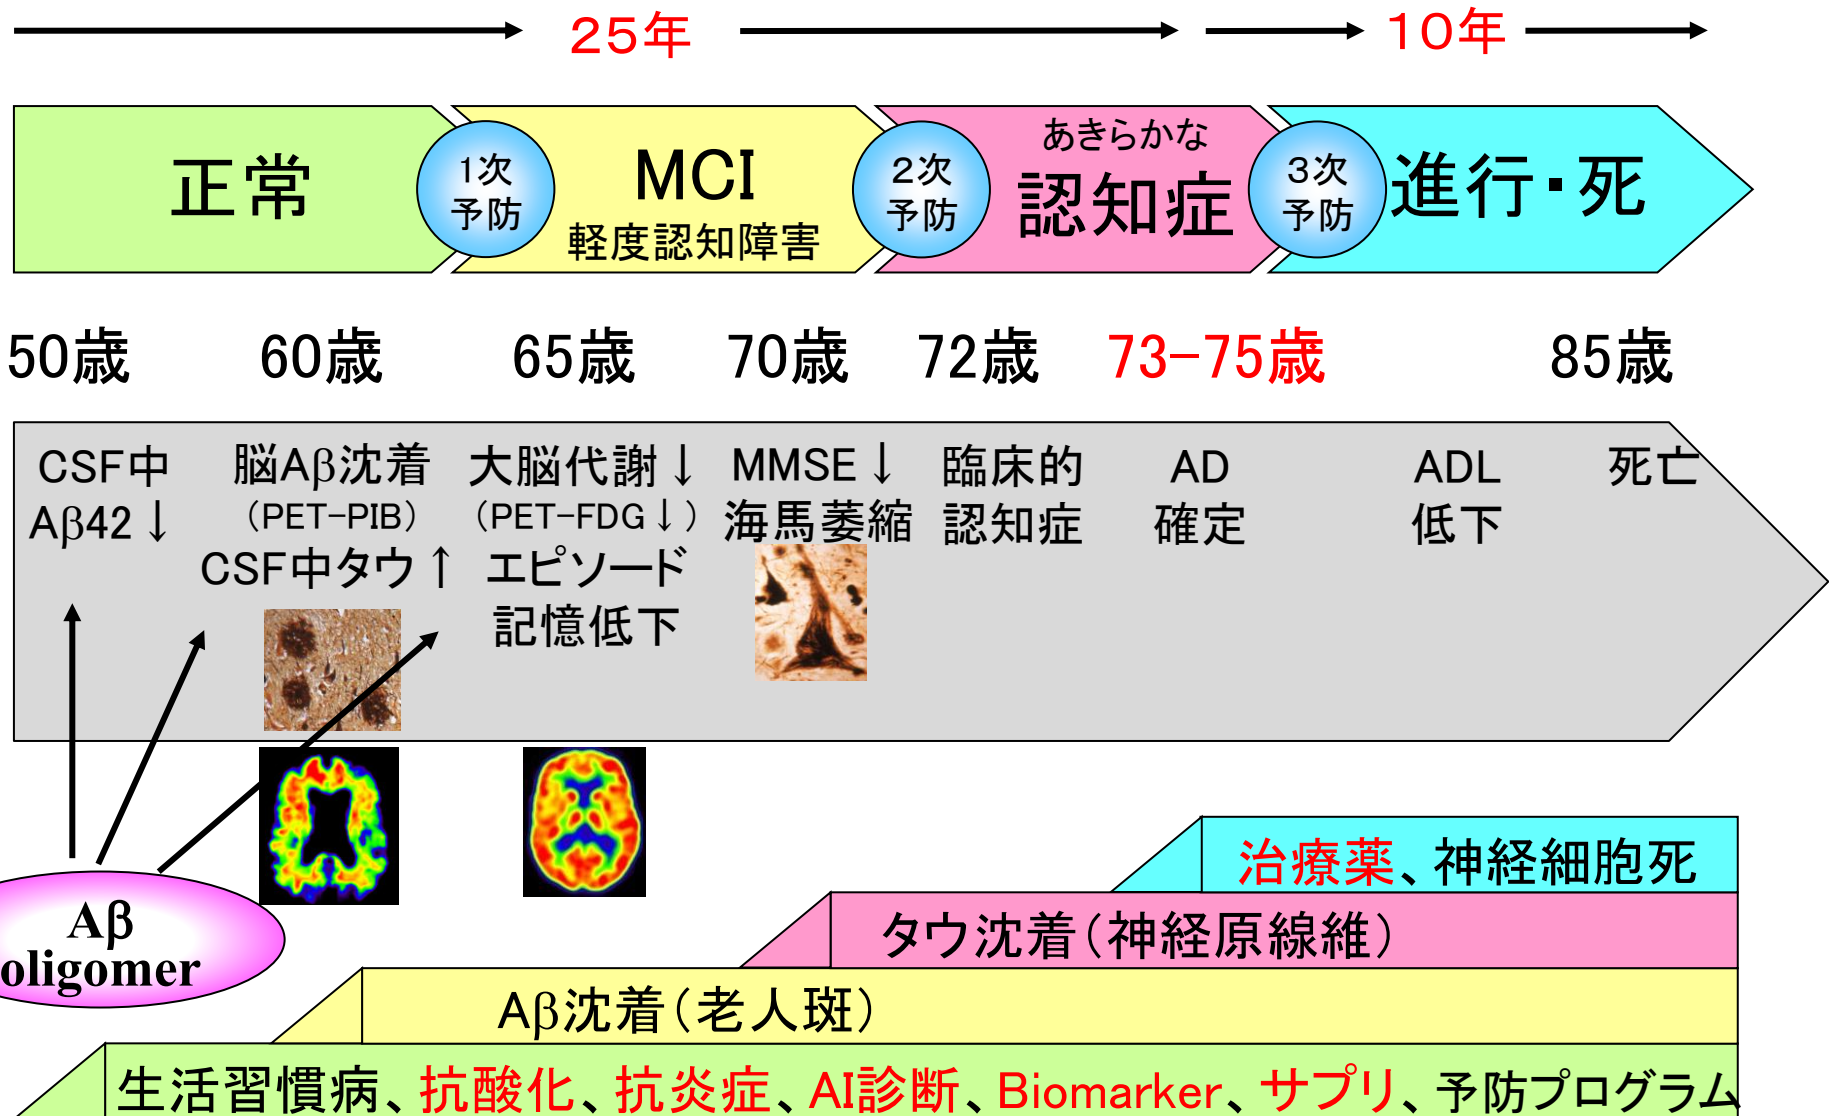 25年
10年
正常
1次
予防
MCI
軽度認知障害
2次
予防
あきらかな
認知症
3次
予防
進行・死
50歳
60歳
65歳
70歳
72歳
73-75歳
85歳
CSF中
Aβ42↓
脳Aβ沈着
(PET-PIB)
CSF中タウ↑
大脳代謝↓
(PET-FDG↓)
エピソード
記憶低下
MMSE↓
海馬萎縮
臨床的
認知症
AD
確定
ADL
低下
死亡
Aβ
oligomer
治療薬、神経細胞死
タウ沈着(神経原線維)
Aβ沈着(老人斑)
生活習慣病、抗酸化、抗炎症、AI診断、Biomarker、サプリ、予防プログラム